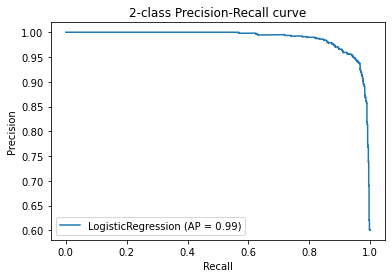 2-class Precision-Recall curve
1.00
0.95
0.90
0.85
0.80
0.75
0.70
0.65
0.60
Precision
LogisticRegression (AP = 0.99)
0.0 0.2 0.4 0.6 0.8 1.0
Recall